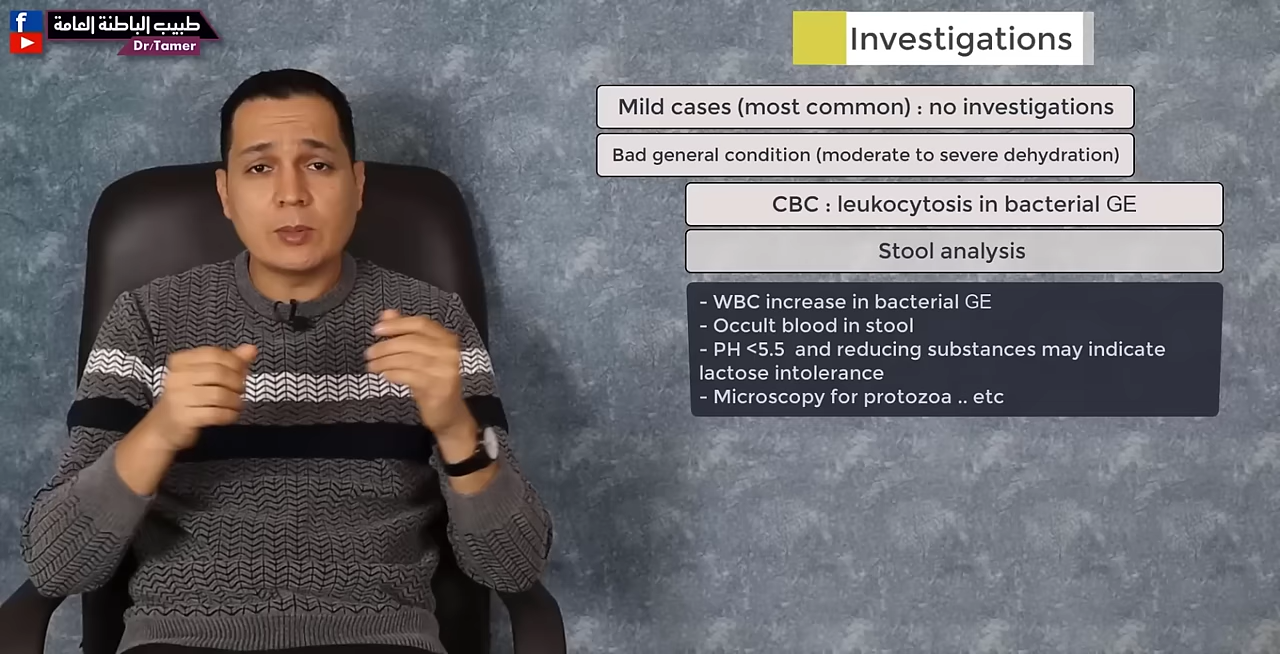 f
طبيب الباطنة العامة
Dr/Tamer
Investigations
Mild cases (most common) : no investigations
Bad general condition (moderate to severe dehydration)
CBC : leukocytosis in bacterial GE
Stool analysis
- WBC increase in bacterial GE
- Occult blood in stool
- PH <5.5 and reducing substances may indicate
lactose intolerance
- Microscopy for protozoa .. etc